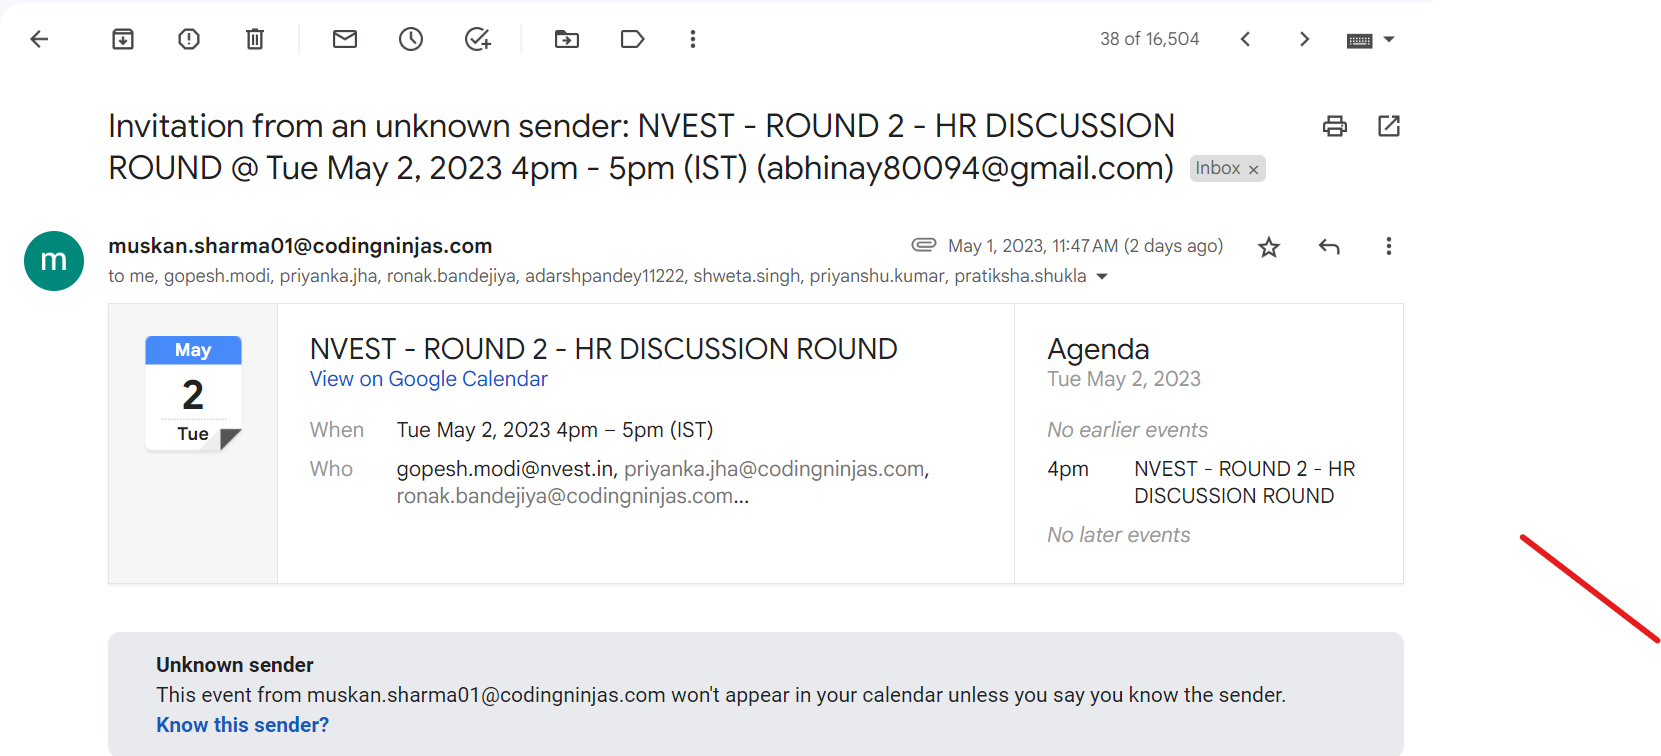 38 of 16,504
Invitation from an unknown sender: NVEST - ROUND 2 - HR DISCUSSION
ROUND @ Tue May 2, 2023 4pm - 5pm (IST) (abhinay80094@gmail.com) Inbox x
m
muskan.sharma01@codingninjas.com
May 1, 2023, 11:47 AM (2 days ago)
to me, gopesh.modi, priyanka.jha, ronak.bandejiya, adarshpandey11222, shweta.singh, priyanshu.kumar, pratiksha.shukla
May
2
Tue
NVEST - ROUND 2 - HR DISCUSSION ROUND
View on Google Calendar
When Tue May 2, 2023 4pm – 5pm (IST)
Who gopesh.modi@nvest.in, priyanka.jha@codingninjas.com,
ronak.bandejiya@codingninjas.com...
Agenda
Tue May 2, 2023
No earlier events
4pm NVEST - ROUND 2 - HR
DISCUSSION ROUND
No later events
Unknown sender
This event from muskan.sharma01@codingninjas.com won't appear in your calendar unless you say you know the sender.
Know this sender?